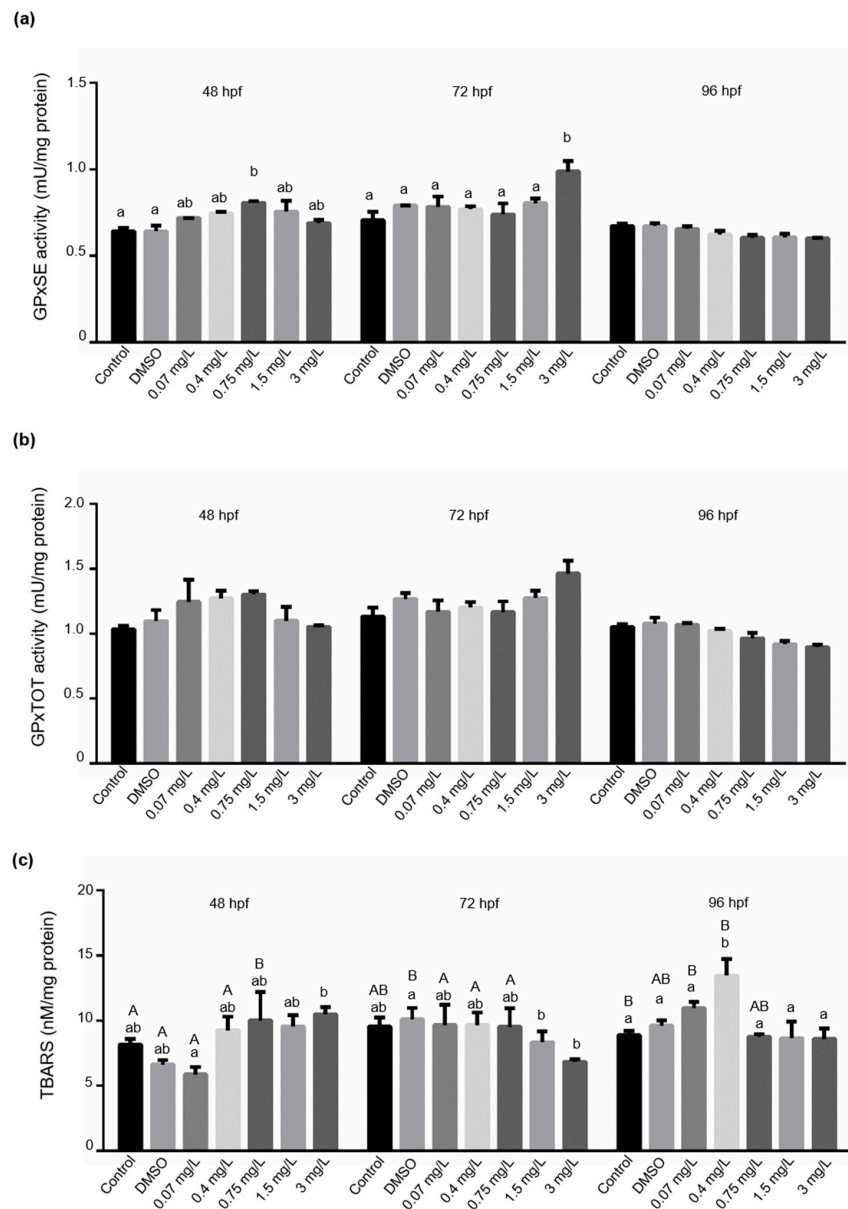 (a)
GPxSE activity (mU/mg protein)
1.5
1.0
0.5
0
48 hpf
72 hpf
96 hpf
a a ab ab b ab ab
a a a a a a b
Control DMSO 0.07 mg/L 0.4 mg/L 0.75 mg/L 1.5 mg/L 3 mg/L
Control DMSO 0.07 mg/L 0.4 mg/L 0.75 mg/L 1.5 mg/L 3 mg/L
Control DMSO 0.07 mg/L 0.4 mg/L 0.75 mg/L 1.5 mg/L 3 mg/L
(b)
GPxTOT activity (mU/mg protein)
2.0
1.5
1.0
0.5
0
48 hpf
72 hpf
96 hpf
Control DMSO 0.07 mg/L 0.4 mg/L 0.75 mg/L 1.5 mg/L 3 mg/L
Control DMSO 0.07 mg/L 0.4 mg/L 0.75 mg/L 1.5 mg/L 3 mg/L
Control DMSO 0.07 mg/L 0.4 mg/L 0.75 mg/L 1.5 mg/L 3 mg/L
(c)
TBARS (nM/mg protein)
20
15
10
5
0
48 hpf
72 hpf
96 hpf
A A A A B
ab ab a ab ab ab b
AB B A A A
ab a ab ab ab b b
B AB B B AB
a a a b a a a
Control DMSO 0.07 mg/L 0.4 mg/L 0.75 mg/L 1.5 mg/L 3 mg/L
Control DMSO 0.07 mg/L 0.4 mg/L 0.75 mg/L 1.5 mg/L 3 mg/L
Control DMSO 0.07 mg/L 0.4 mg/L 0.75 mg/L 1.5 mg/L 3 mg/L